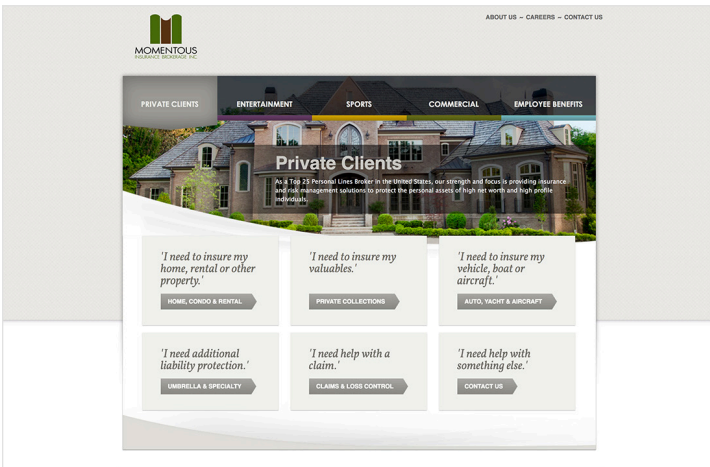 ABOUT US ~ CAREERS ~ CONTACT US
MOMENTOUS
INSURANCE BROKERAGE INC
PRIVATE CLIENTS
ENTERTAINMENT
SPORTS
COMMERCIAL
EMPLOYEE BENEFITS
Private Clients
As a Top 25 Personal Lines Broker in the United States, our strength and focus is providing insurance
and risk management solutions to protect the personal assets of high net worth and high profile
individuals.
'I need to insure my
home, rental or other
property.'
HOME, CONDO & RENTAL
'I need to insure my
valuables.'
PRIVATE COLLECTIONS
'I need to insure my
vehicle, boat or
aircraft.'
AUTO, YACHT & AIRCRAFT
'I need additional
liability protection.'
UMBRELLA & SPECIALTY
'I need help with a
claim.'
CLAIMS & LOSS CONTROL
'I need help with
something else.'
CONTACT US